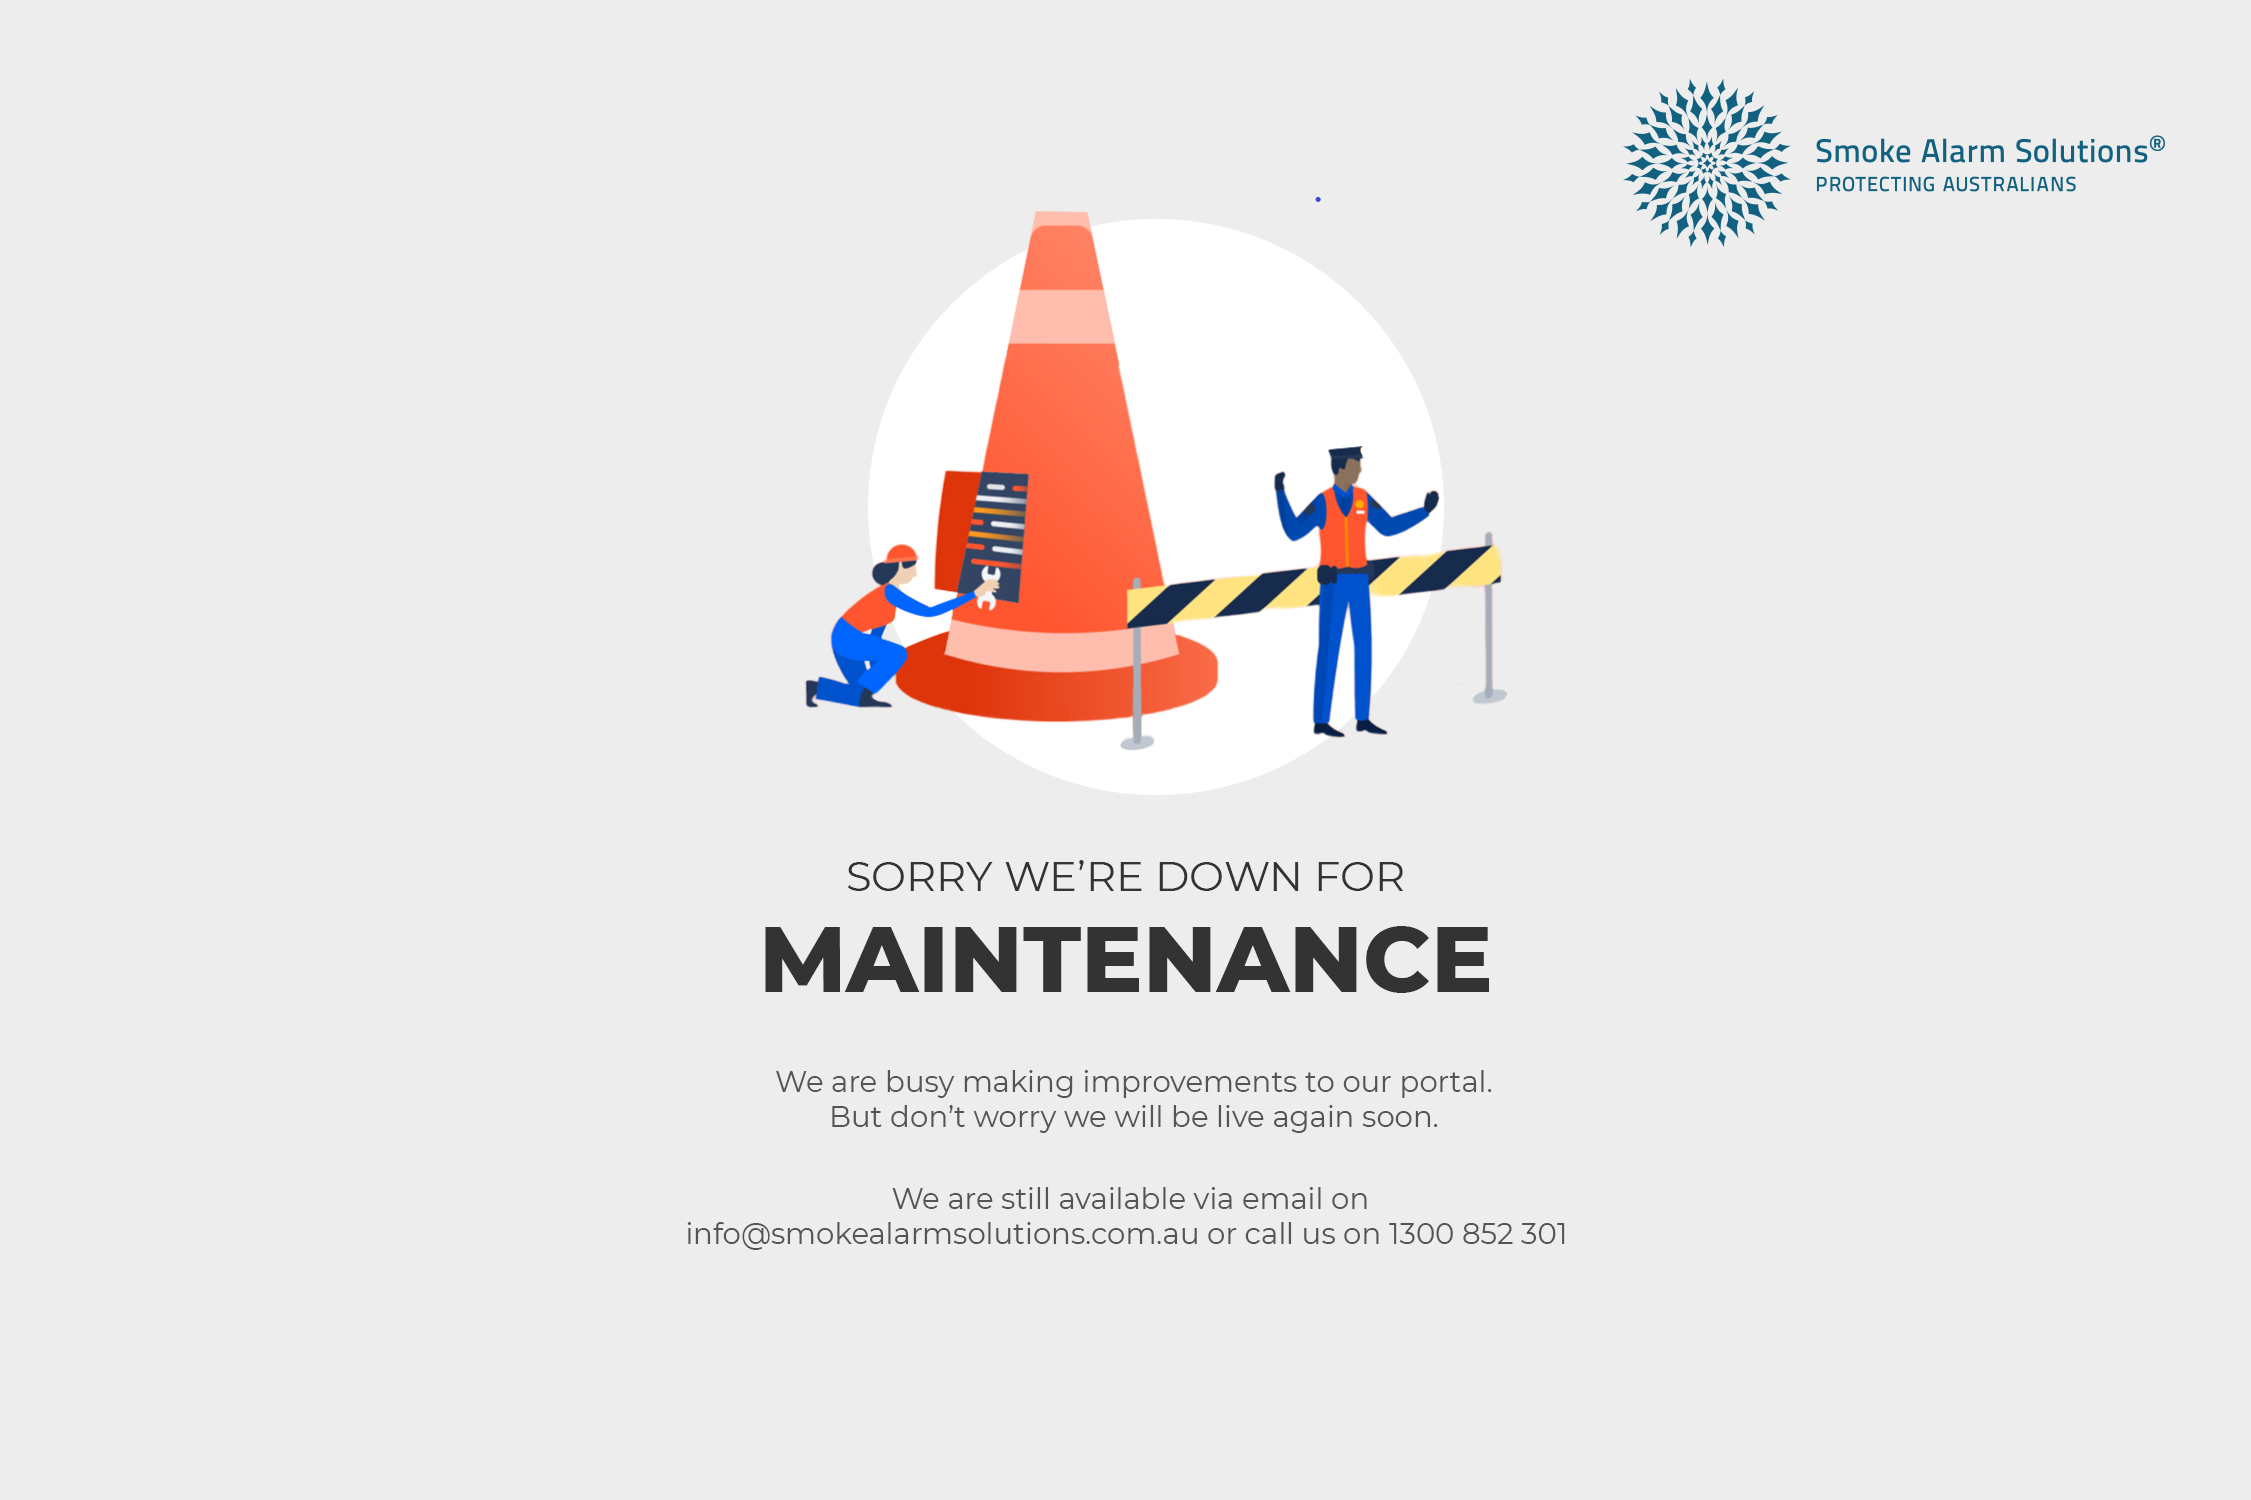 Smoke Alarm Solutions®
PROTECTING AUSTRALIANS
SORRY WE’RE DOWN FOR
MAINTENANCE
We are busy making improvements to our portal.
But don’t worry we will be live again soon.
We are still available via email on
info@smokealarmsolutions.com.au or call us on 1300 852 301